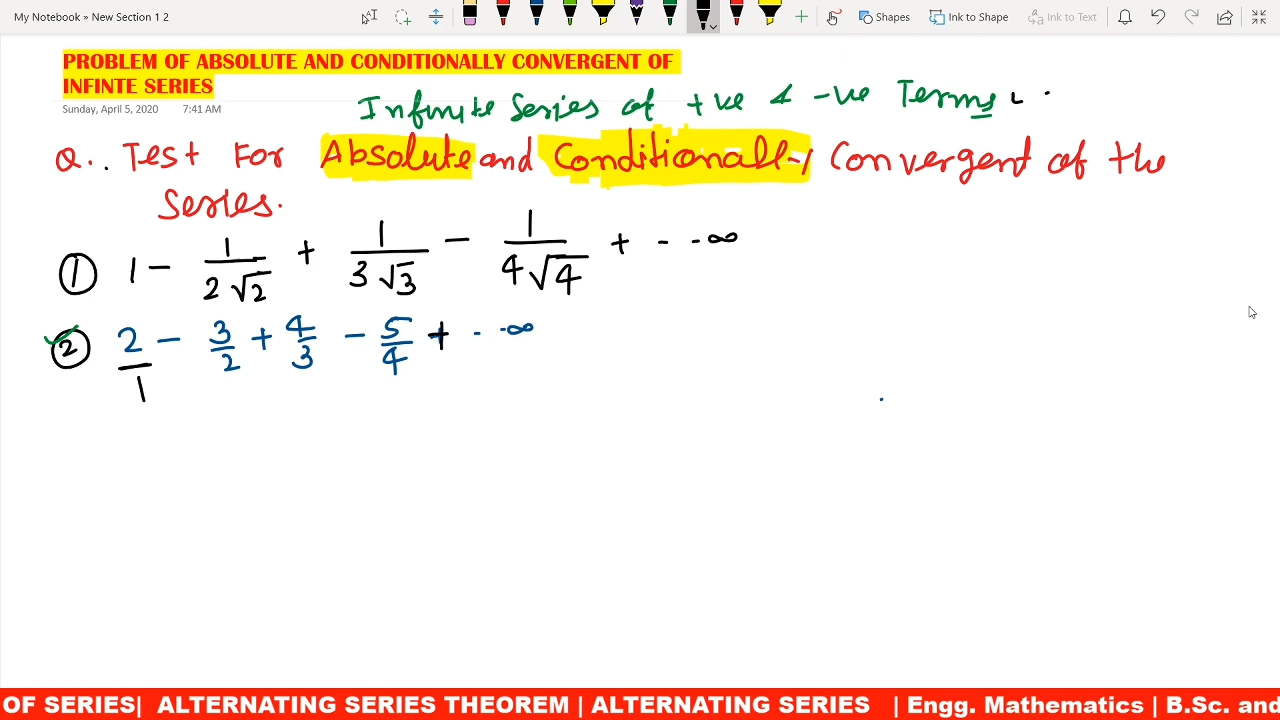 My Notebook » New Section 1 2
Shapes Ink to Shape Ink to Text
PROBLEM OF ABSOLUTE AND CONDITIONALLY CONVERGENT OF
INFINTE SERIES
Sunday, April 5, 2020 7:41 AM
Infinite Series of +ve & -ve Terms
Q.. Test For Absolute and Conditionally Convergent of the
Series.
① 1 - 1/(2√2) + 1/(3√3) - 1/(4√4) + - - ∞
② 2/1 - 3/2 + 4/3 - 5/4 + - - ∞
OF SERIES| ALTERNATING SERIES THEOREM | ALTERNATING SERIES | Engg. Mathematics | B.Sc. and